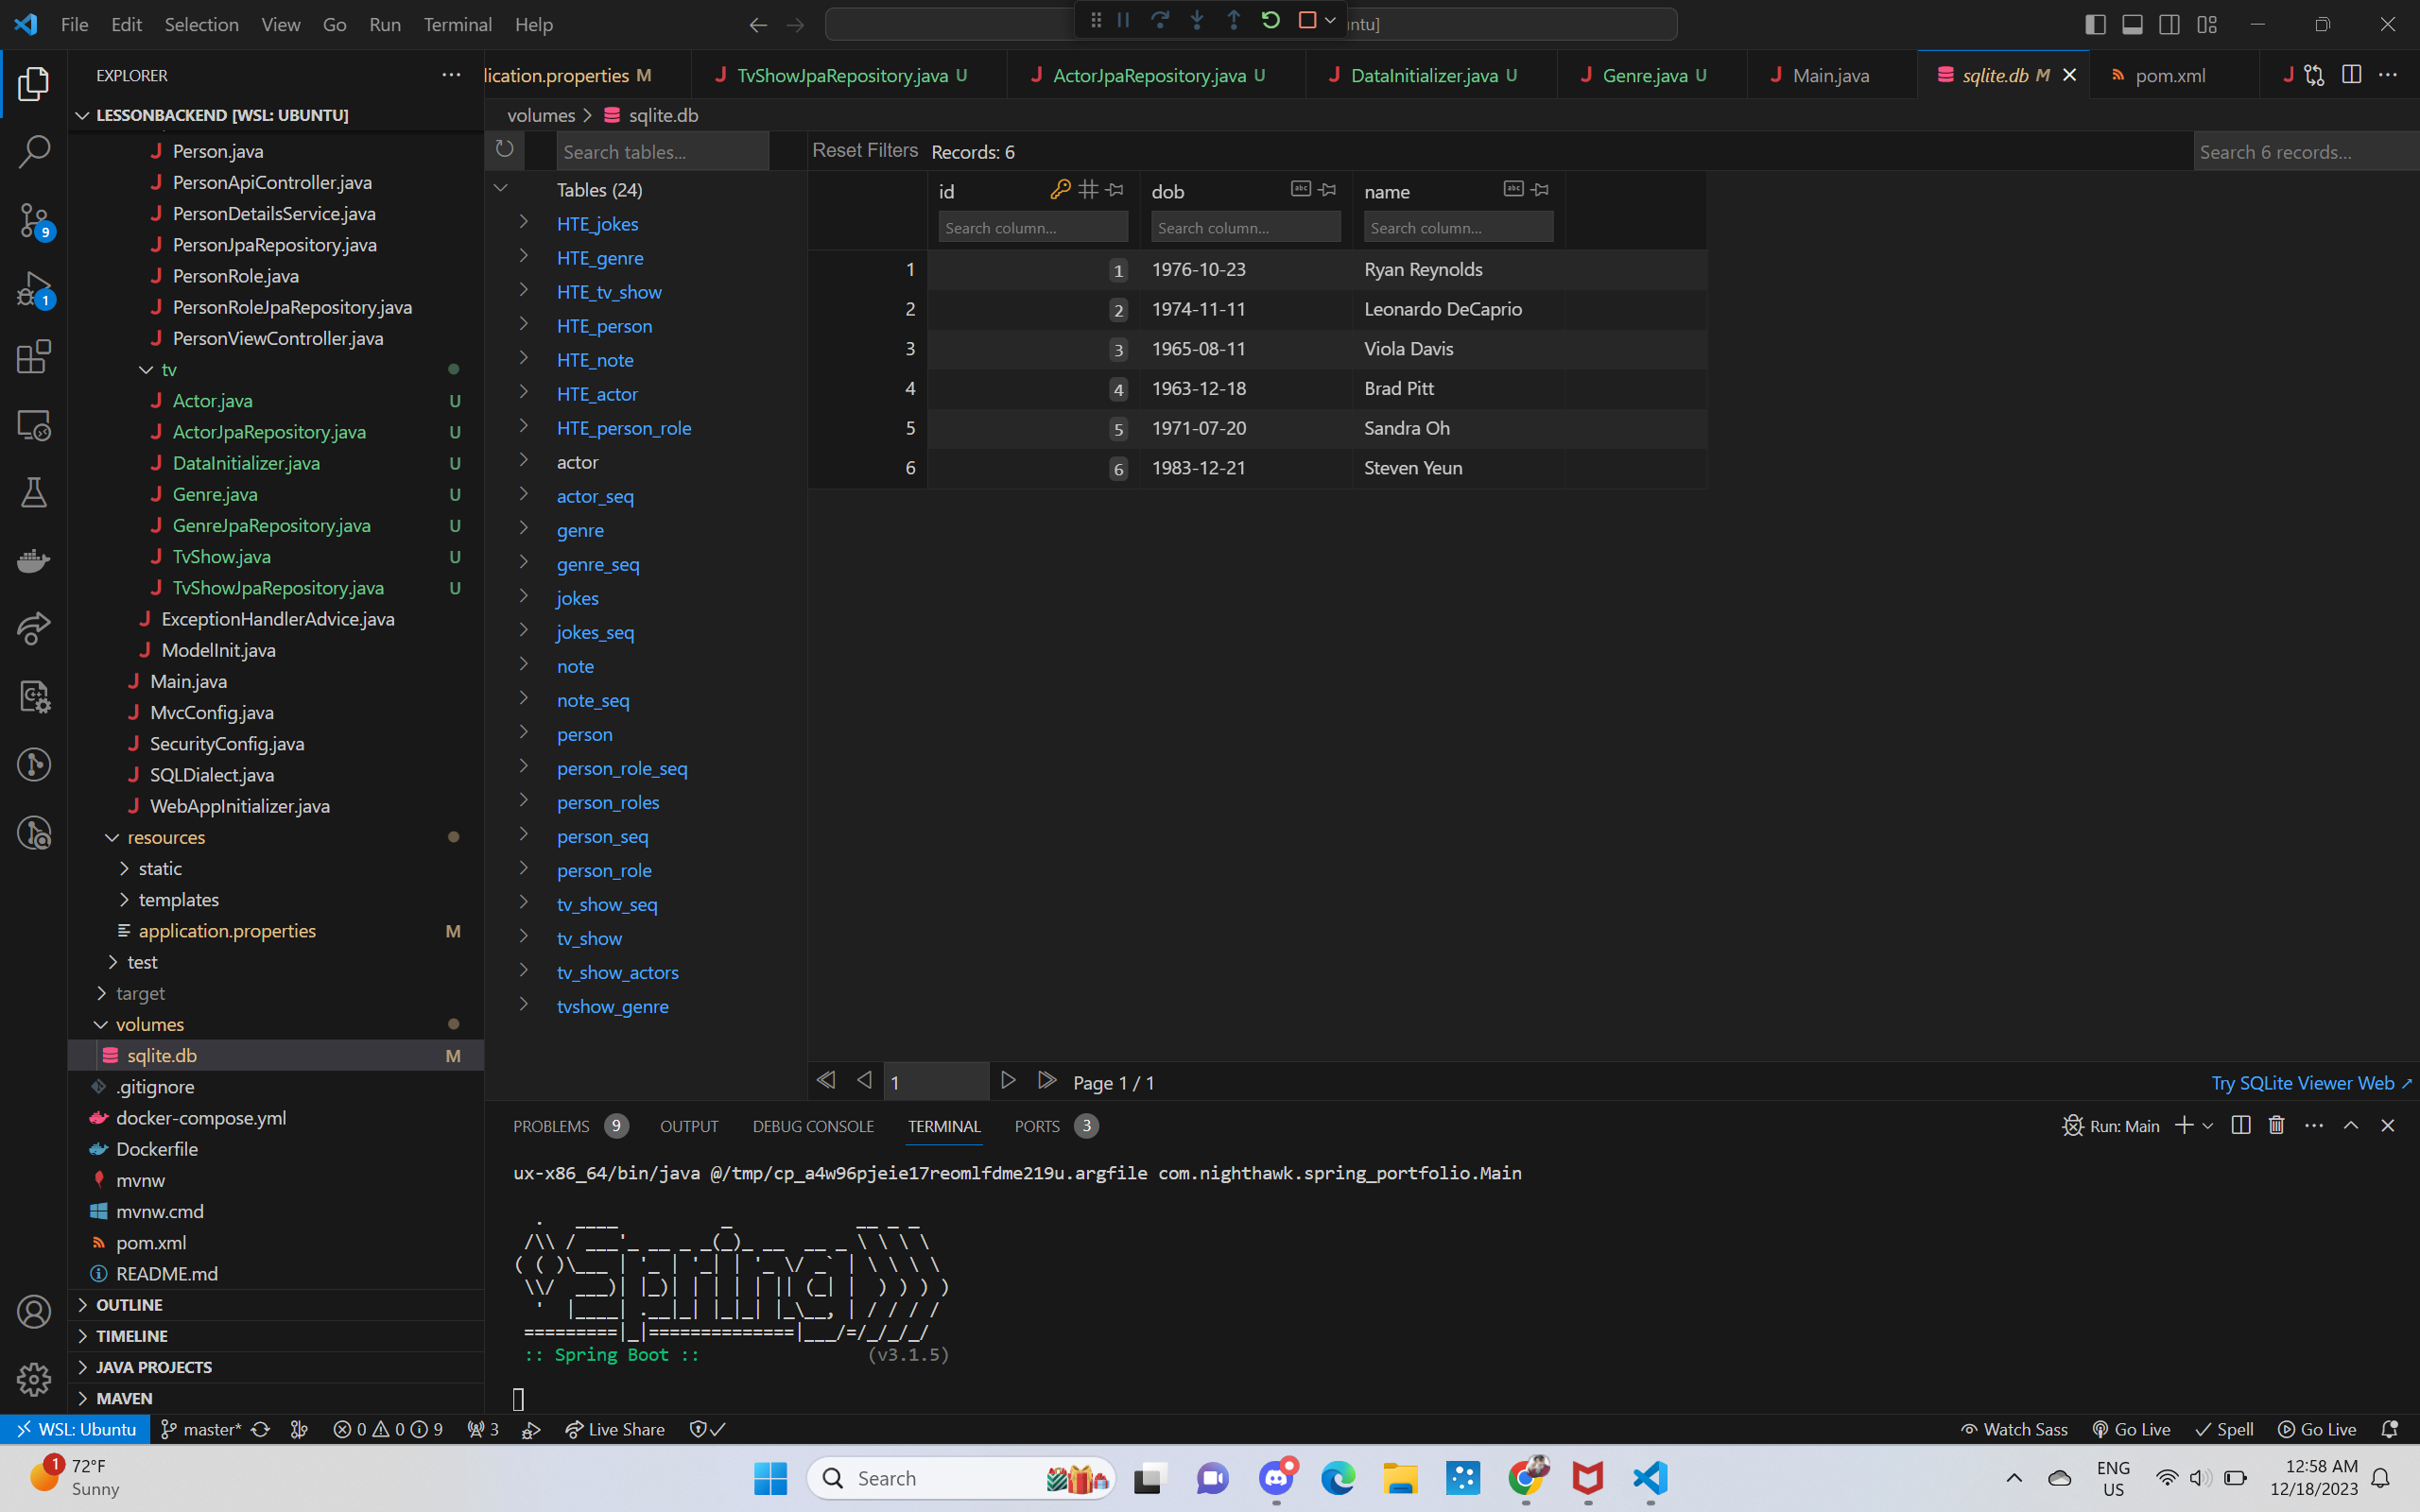 File Edit Selection View Go Run Terminal Help
ntu]
EXPLORER
lication.properties M
TvShowJpaRepository.java U
ActorJpaRepository.java U
DataInitializer.java U
Genre.java U
Main.java
sqlite.db M
pom.xml
LESSONBACKEND [WSL: UBUNTU]
Person.java
PersonApiController.java
PersonDetailsService.java
PersonJpaRepository.java
PersonRole.java
PersonRoleJpaRepository.java
PersonViewController.java
tv
Actor.java U
ActorJpaRepository.java U
DataInitializer.java U
Genre.java U
GenreJpaRepository.java U
TvShow.java U
TvShowJpaRepository.java U
ExceptionHandlerAdvice.java
ModelInit.java
Main.java
MvcConfig.java
SecurityConfig.java
SQLDialect.java
WebAppInitializer.java
resources
static
templates
application.properties M
test
target
volumes
sqlite.db M
.gitignore
docker-compose.yml
Dockerfile
mvnw
mvnw.cmd
pom.xml
README.md
OUTLINE
TIMELINE
JAVA PROJECTS
MAVEN
9
1
volumes > sqlite.db
Search tables...
Tables (24)
HTE_jokes
HTE_genre
HTE_tv_show
HTE_person
HTE_note
HTE_actor
HTE_person_role
actor
actor_seq
genre
genre_seq
jokes
jokes_seq
note
note_seq
person
person_role_seq
person_roles
person_seq
person_role
tv_show_seq
tv_show
tv_show_actors
tvshow_genre
Reset Filters Records: 6
Search 6 records...
id dob name
Search column... Search column... Search column...
1 1 1976-10-23 Ryan Reynolds
2 2 1974-11-11 Leonardo DeCaprio
3 3 1965-08-11 Viola Davis
4 4 1963-12-18 Brad Pitt
5 5 1971-07-20 Sandra Oh
6 6 1983-12-21 Steven Yeun
1 Page 1 / 1
Try SQLite Viewer Web
PROBLEMS 9 OUTPUT DEBUG CONSOLE TERMINAL PORTS 3
Run: Main
ux-x86_64/bin/java @/tmp/cp_a4w96pjeie17reomlfdme219u.argfile com.nighthawk.spring_portfolio.Main
Spring
:: Spring Boot :: (v3.1.5)
WSL: Ubuntu master* 0 0 9 3 Live Share
Watch Sass Go Live Spell Go Live
1
72°F
Sunny
Search
ENG
US
12:58 AM
12/18/2023